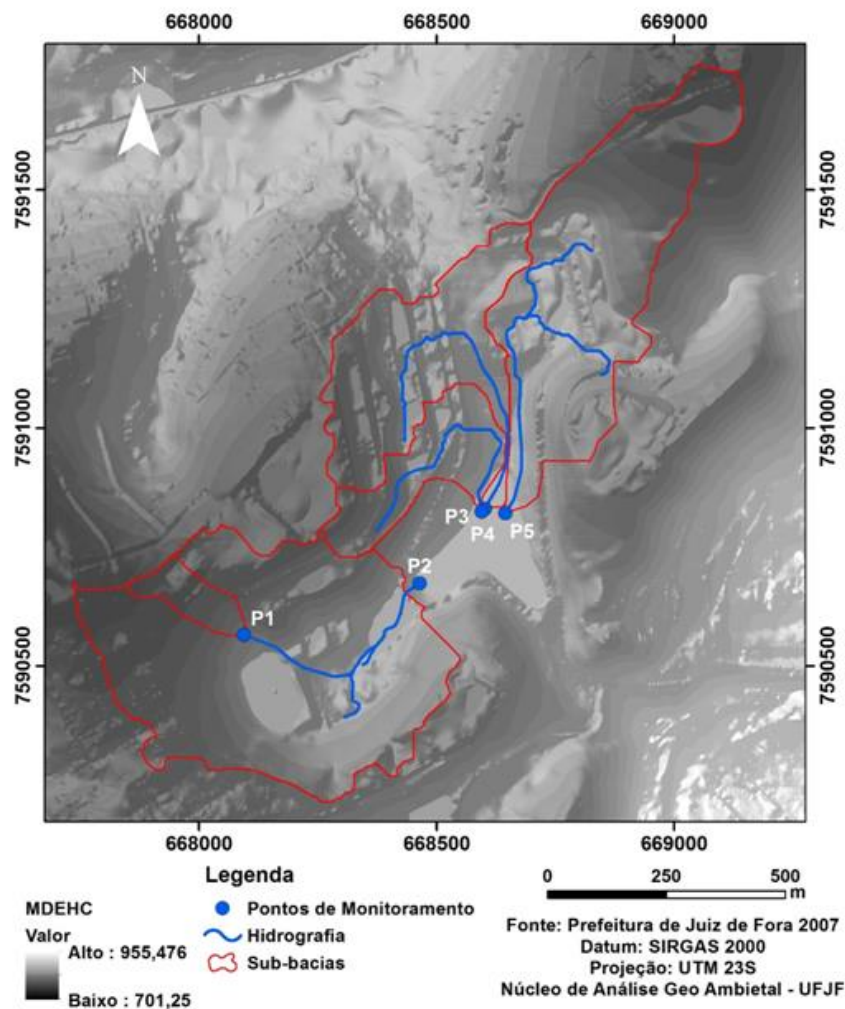 668000 668500 669000
N
7591500 7591500
7591000 7591000
P3
P4 P5
P2
P1
7590500 7590500
668000 668500 669000
Legenda
MDEHC
Valor
Alto : 955,476
Baixo : 701,25
Pontos de Monitoramento
Hidrografia
Sub-bacias
0 250 500
m
Fonte: Prefeitura de Juiz de Fora 2007
Datum: SIRGAS 2000
Projeção: UTM 23S
Núcleo de Análise Geo Ambietal - UFJF